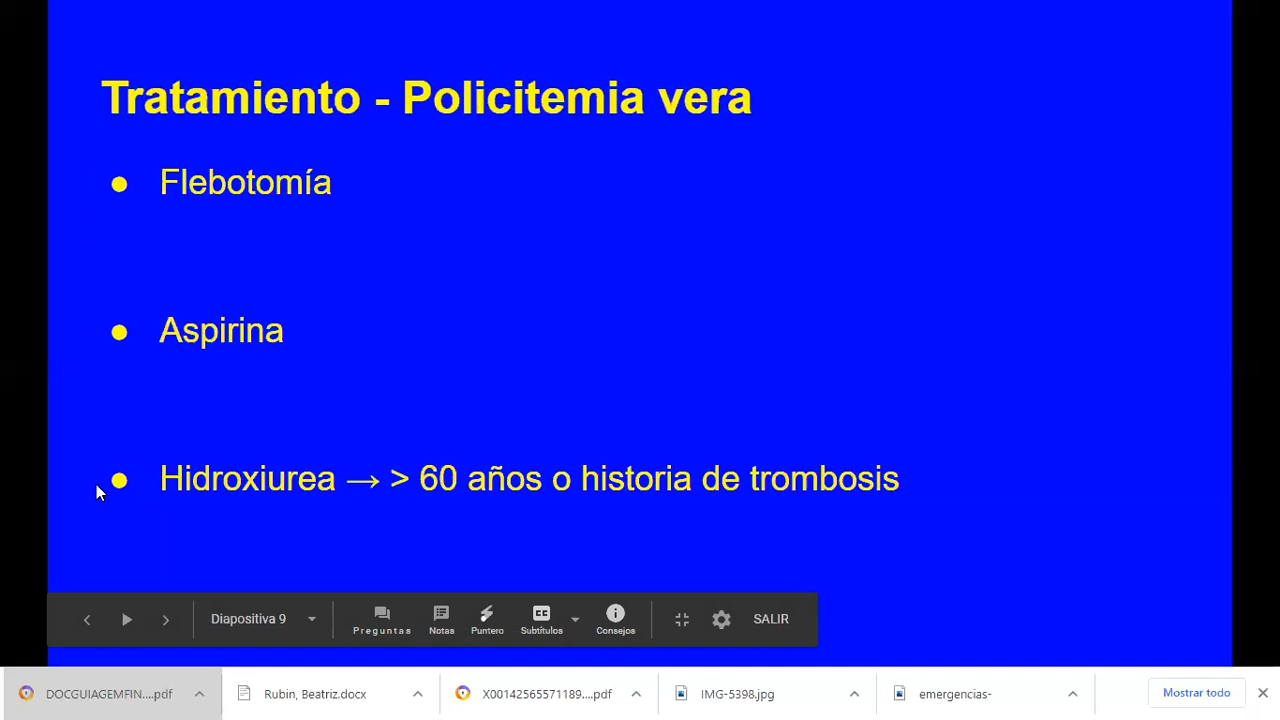 Tratamiento - Policitemia vera
● Flebotomía
● Aspirina
● Hidroxiurea → > 60 años o historia de trombosis
Diapositiva 9
Preguntas
Notas
Puntero
CC
Subtítulos
Consejos
SALIR
DOCGUIAGEMFIN....pdf
Rubin, Beatriz.docx
X00142565571189....pdf
IMG-5398.jpg
emergencias-
Mostrar todo